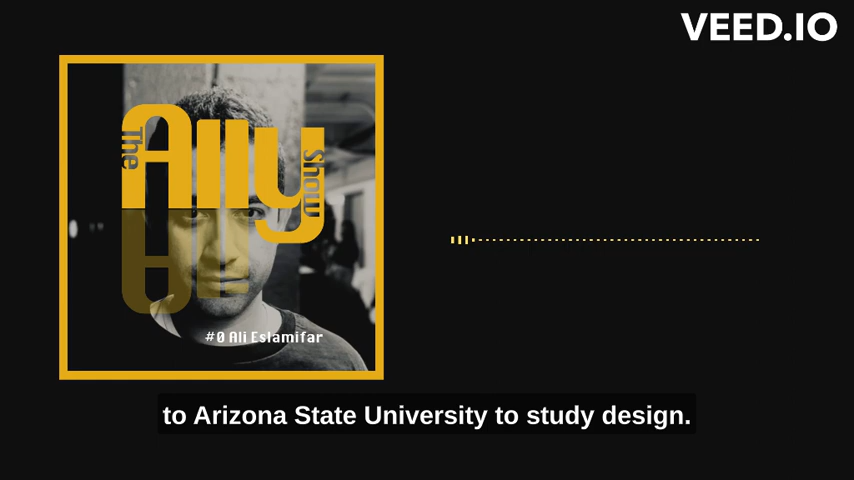 VEED.IO
The
Ally
Show
#0 Ali Eslamifar
to Arizona State University to study design.